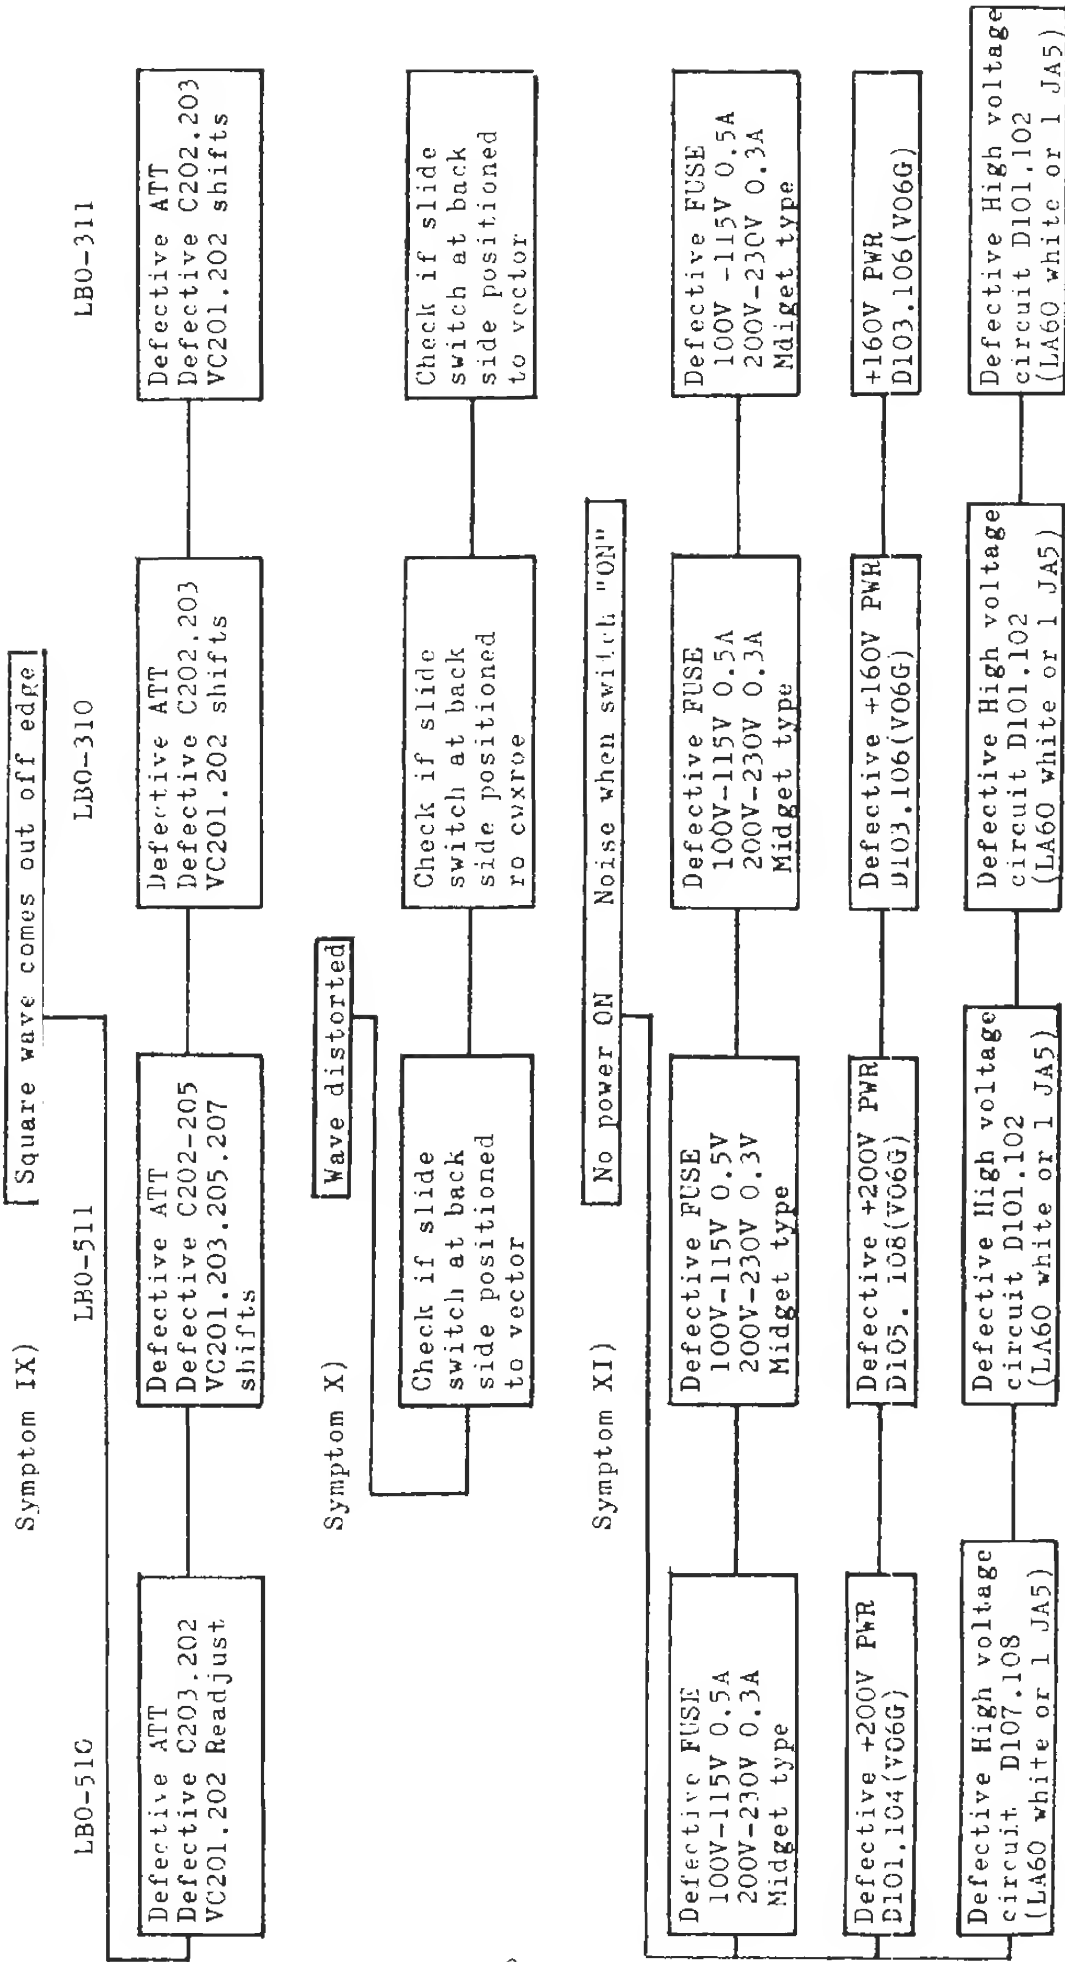 Symptom IX)
Square wave comes out off edge
LBO-510
LBO-511
LBO-310
LBO-311
Defective ATT
Defective C203.202
VC201.202 Readjust
Defective ATT
Defective C202-205
VC201.203.205.207
shifts
Defective ATT
Defective C202.203
VC201.202 shifts
Defective ATT
Defective C202.203
VC201.202 shifts
Symptom X)
Wave distorted
Check if slide
switch at back
side positioned
to vector
Check if slide
switch at back
side positioned
ro cwxroe
Check if slide
switch at back
side positioned
to vector
Symptom XI)
No power ON Noise when switch "ON"
Defective FUSE
100V-115V 0.5A
200V-230V 0.3A
Midget type
Defective FUSE
100V-115V 0.5V
200V-230V 0.3V
Midget type
Defective FUSE
100V-115V 0.5A
200V-230V 0.3A
Midget type
Defective FUSE
100V -115V 0.5A
200V-230V 0.3A
Mdiget type
Defective +200V PWR
D101.104(V06G)
Defective +200V PWR
D105. 108(V06G)
Defective +160V PWR
D103.106(V06G)
+160V PWR
D103.106(V06G)
Defective High voltage
circuit D107.108
(LA60 white or 1 JA5)
Defective High voltage
circuit D101.102
(LA60 white or 1 JA5)
Defective High voltage
circuit D101.102
(LA60 white or 1 JA5)
Defective High voltage
circuit D101.102
(LA60 white or 1 JA5)